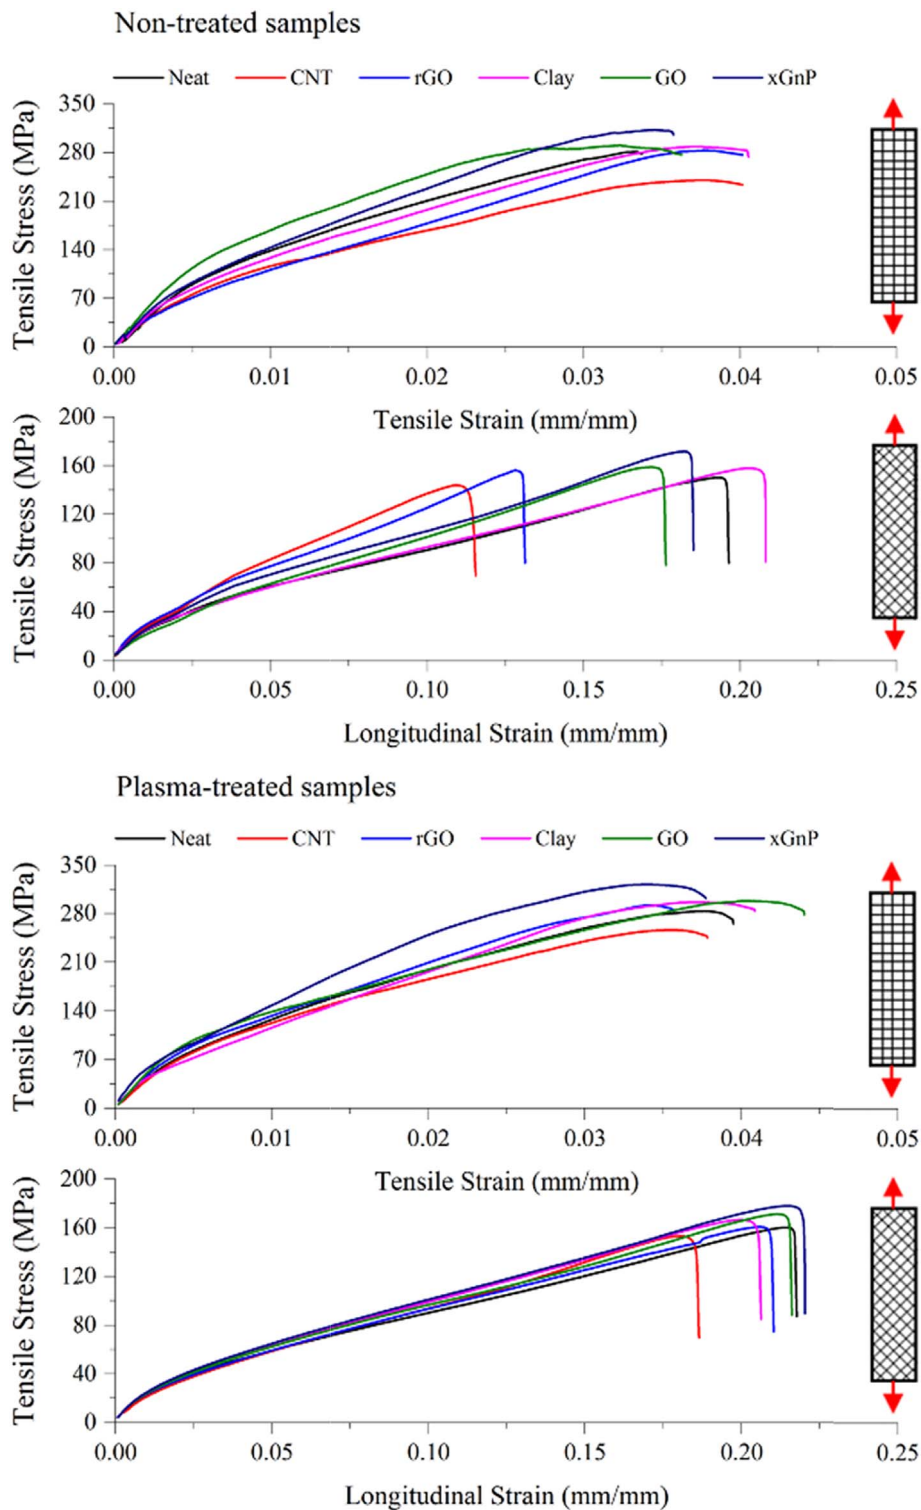 Non-treated samples
Neat CNT rGO Clay GO xGnP
Tensile Stress (MPa)
350
280
210
140
70
0
0.00 0.01 0.02 0.03 0.04 0.05
Tensile Strain (mm/mm)
Tensile Stress (MPa)
200
160
120
80
40
0
0.00 0.05 0.10 0.15 0.20 0.25
Longitudinal Strain (mm/mm)
Plasma-treated samples
Neat CNT rGO Clay GO xGnP
Tensile Stress (MPa)
350
280
210
140
70
0
0.00 0.01 0.02 0.03 0.04 0.05
Tensile Strain (mm/mm)
Tensile Stress (MPa)
200
160
120
80
40
0
0.00 0.05 0.10 0.15 0.20 0.25
Longitudinal Strain (mm/mm)